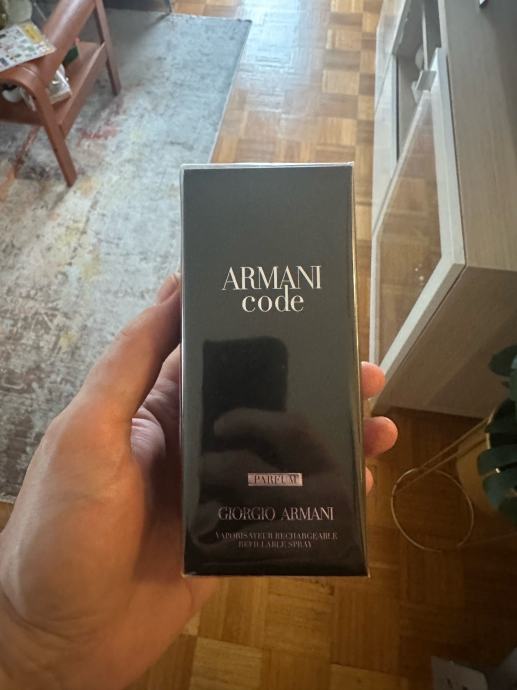 ARMANI
code
PARFUM
GIORGIO ARMANI
VAPORISATEUR RECHARGEABLE
REFILLABLE SPRAY